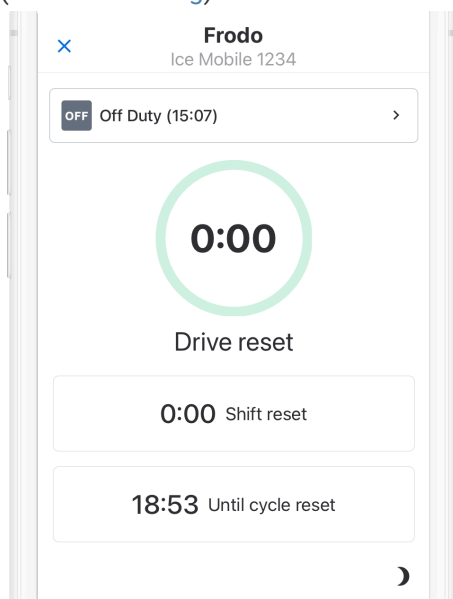 Frodo
Ice Mobile 1234
OFF Off Duty (15:07)
0:00
Drive reset
0:00 Shift reset
18:53 Until cycle reset